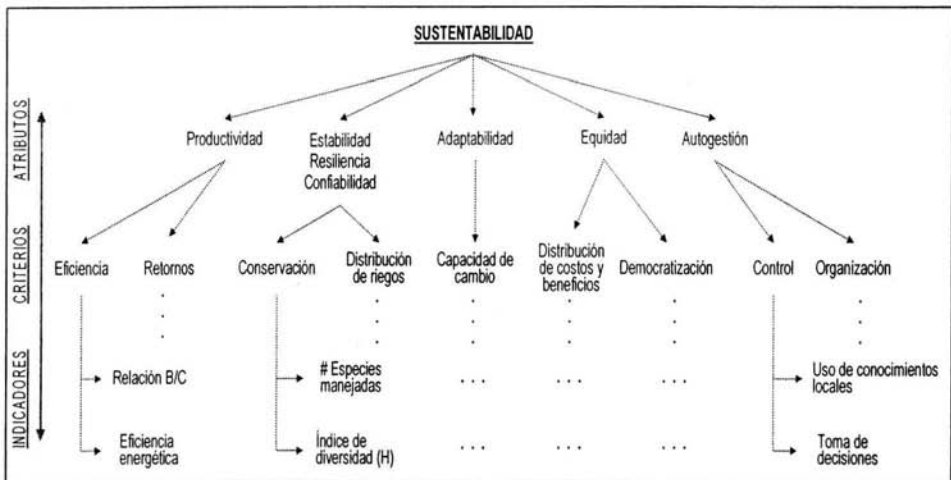 SUSTENTABILIDAD
ATRIBUTOS
Productividad
Estabilidad
Resiliencia
Confiabilidad
Adaptabilidad
Equidad
Autogestión
CRITERIOS
Eficiencia
Retornos
Conservación
Distribución
de riegos
Capacidad de
cambio
Distribución
de costos y
beneficios
Democratización
Control
Organización
INDICADORES
Relación B/C
# Especies
manejadas
...
...
...
Uso de conocimientos
locales
Eficiencia
energética
Índice de
diversidad (H)
...
...
...
Toma de
decisiones